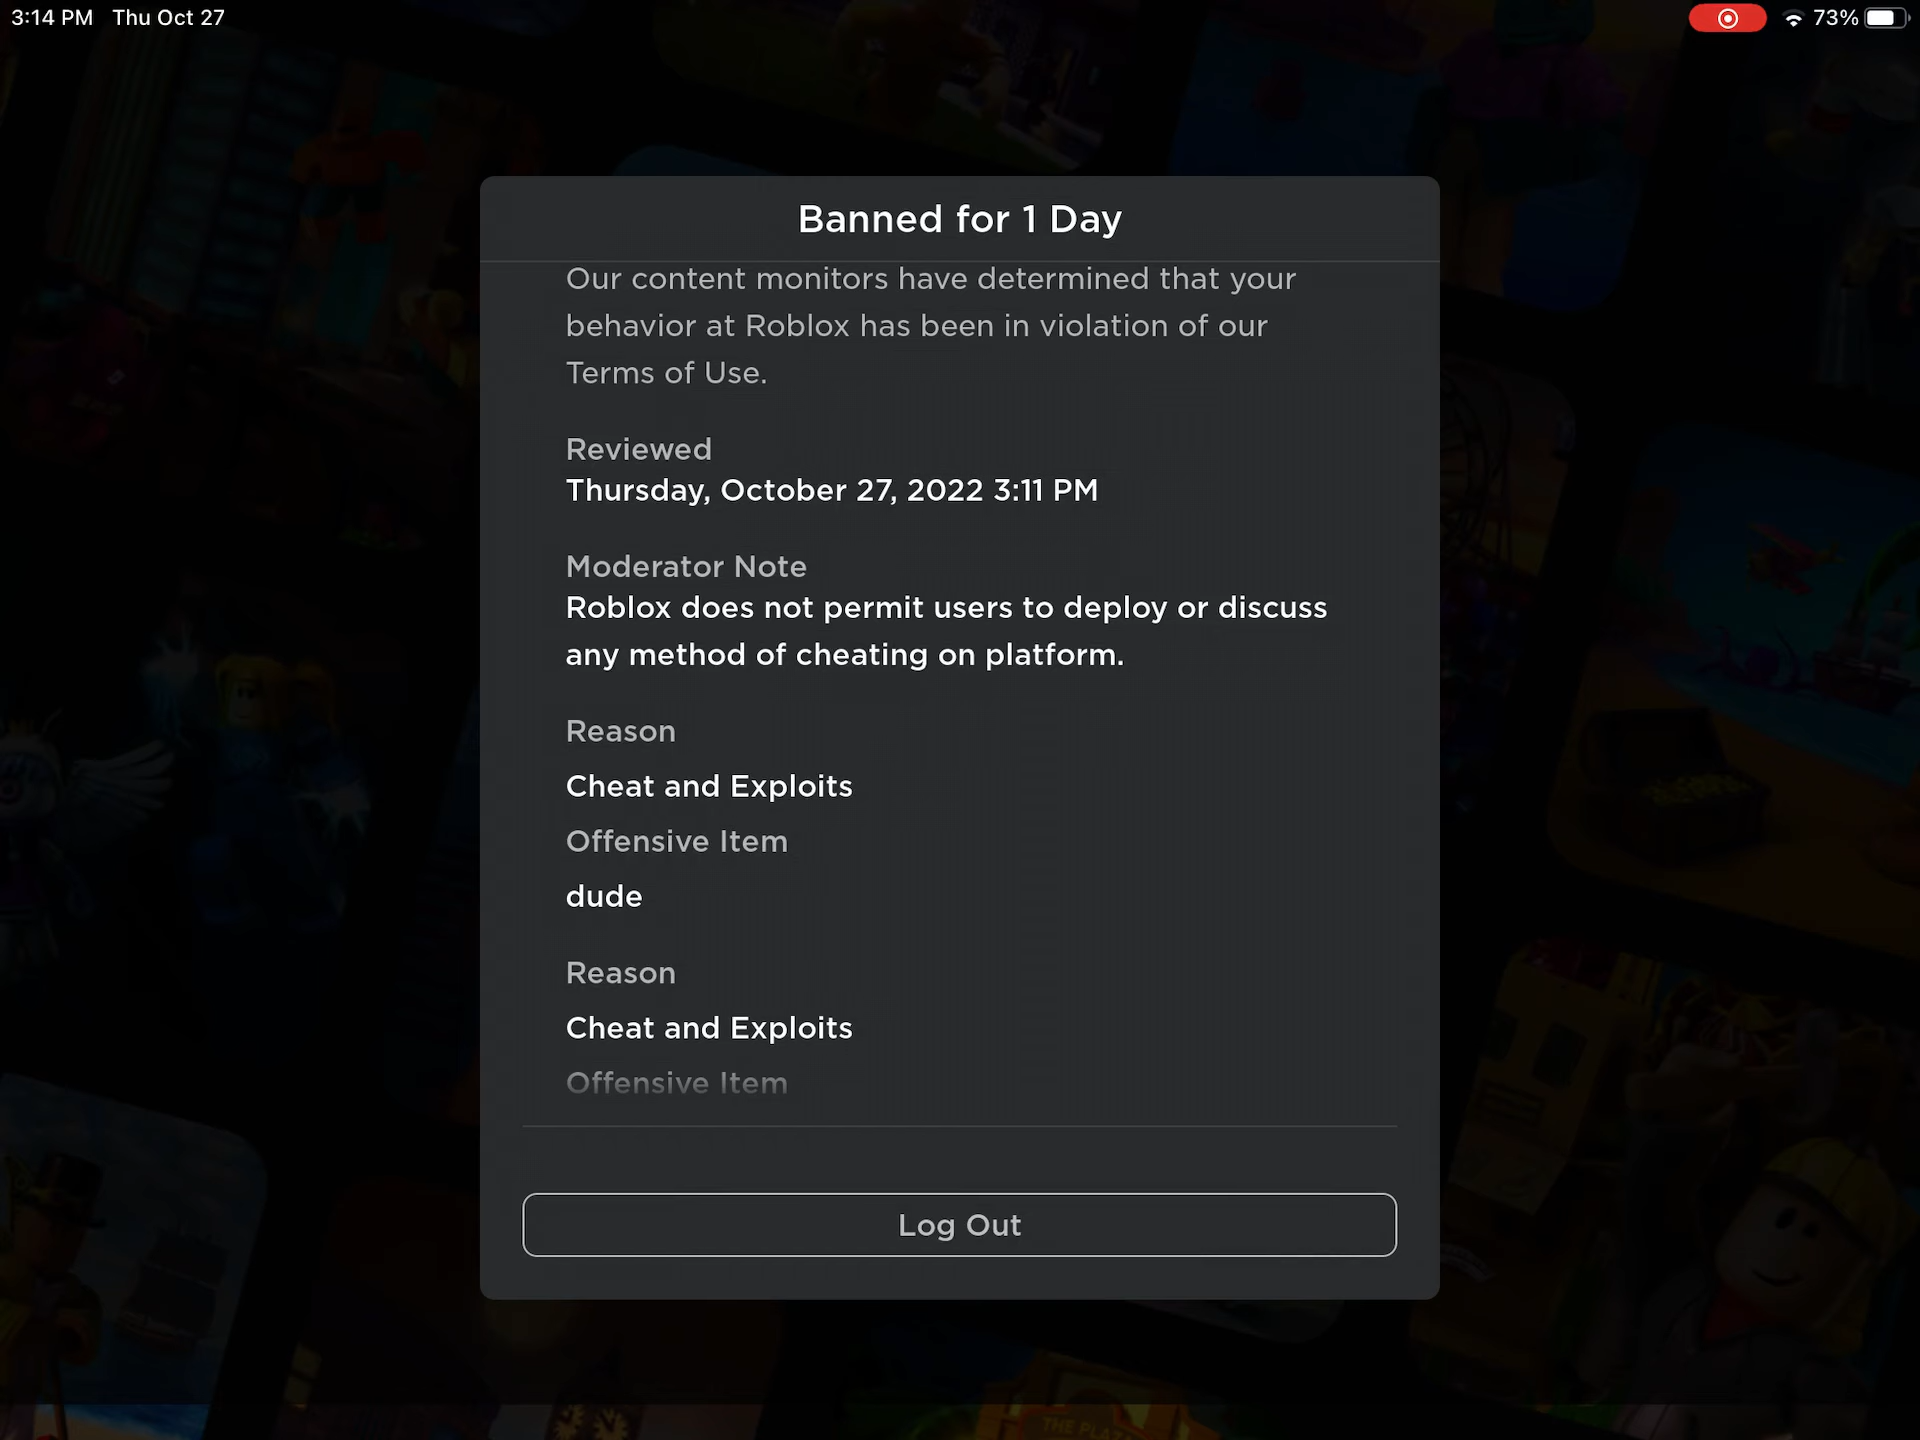 3:14 PM Thu Oct 27
73%
Banned for 1 Day
Our content monitors have determined that your
behavior at Roblox has been in violation of our
Terms of Use.
Reviewed
Thursday, October 27, 2022 3:11 PM
Moderator Note
Roblox does not permit users to deploy or discuss
any method of cheating on platform.
Reason
Cheat and Exploits
Offensive Item
dude
Reason
Cheat and Exploits
Offensive Item
Log Out
THE PLAZA